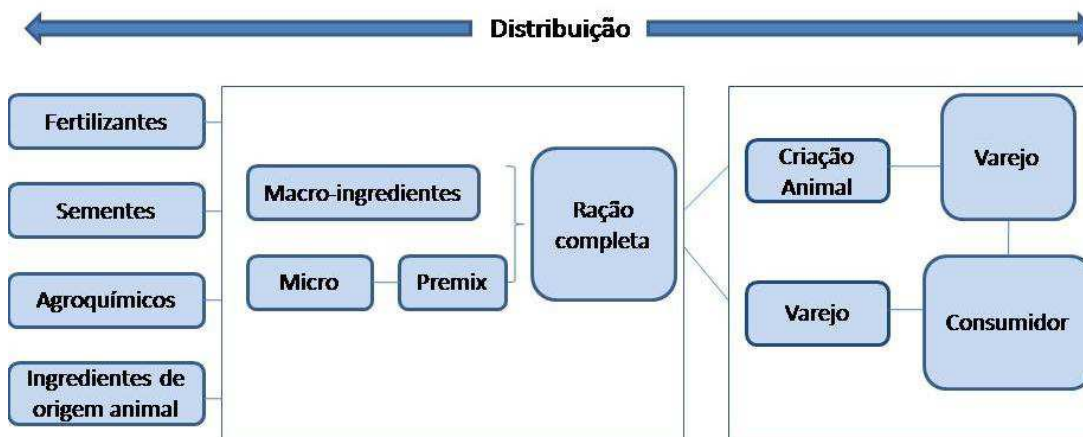 Distribuição
Fertilizantes
Sementes
Agroquímicos
Ingredientes de
origem animal
Macro-ingredientes
Micro
Premix
Ração
completa
Criação
Animal
Varejo
Varejo
Consumidor